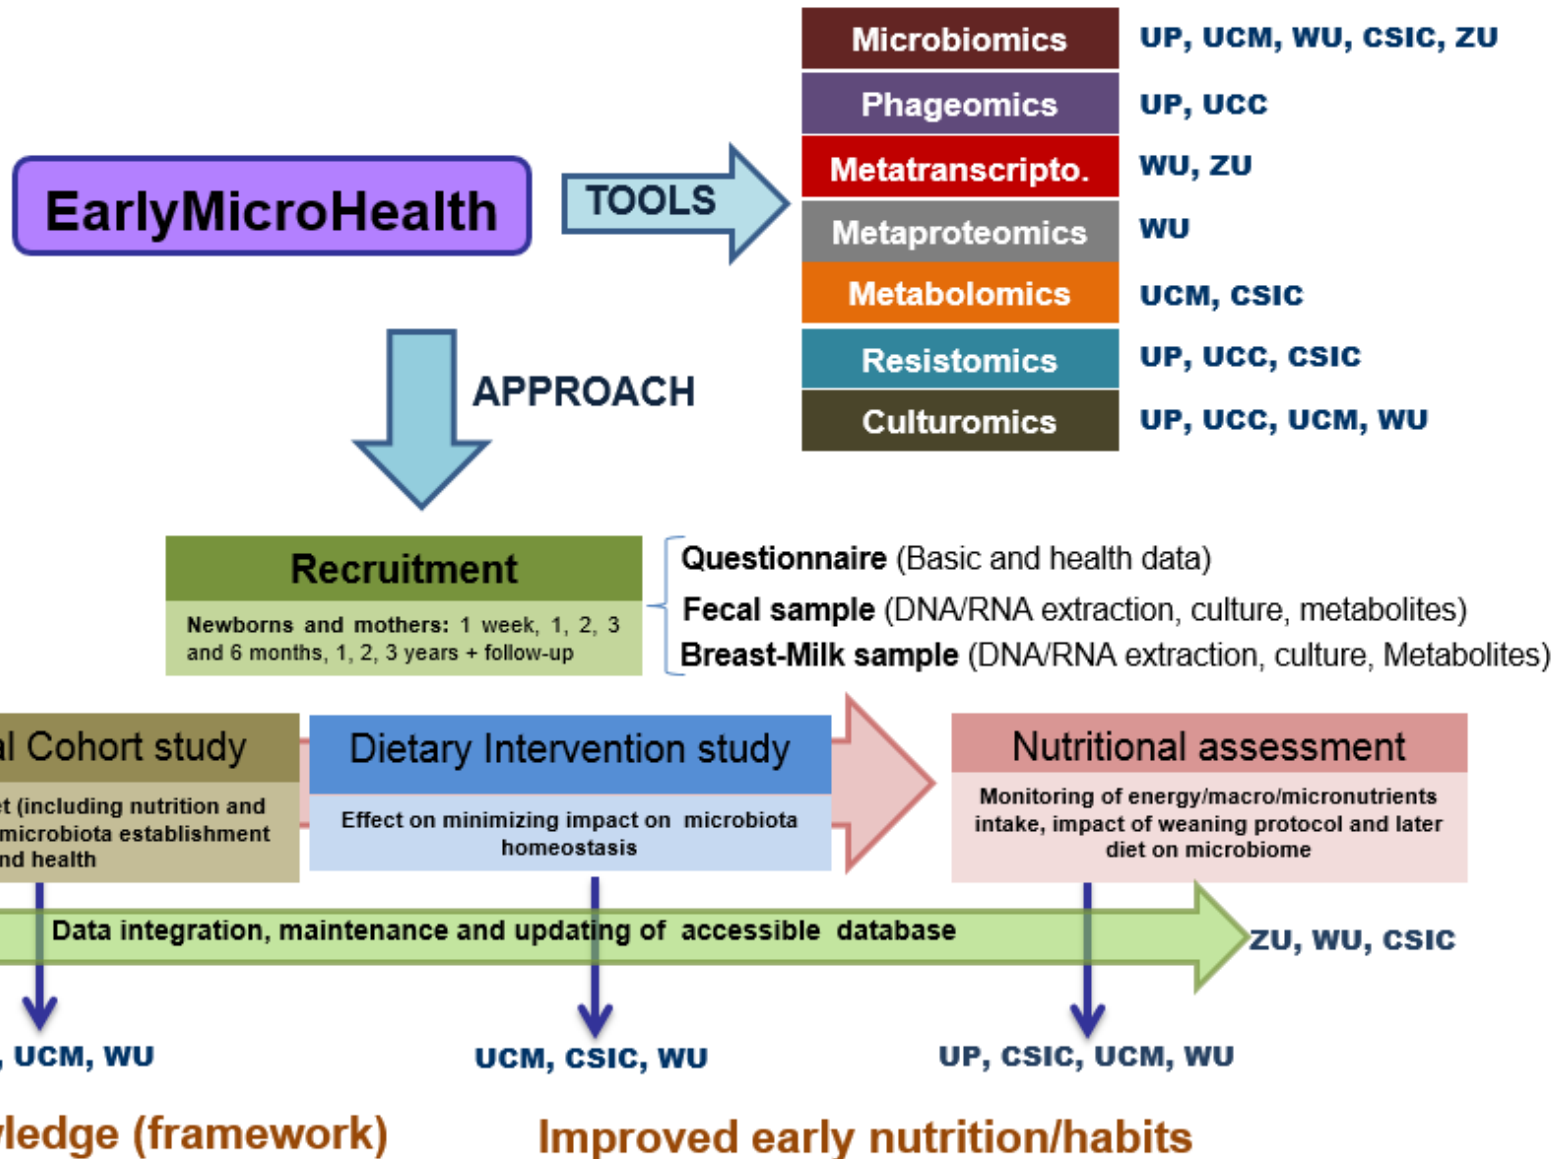 Microbiomics UP, UCM, WU, CSIC, ZU
Phageomics UP, UCC
EarlyMicroHealth
TOOLS
Metatranscripto. WU, ZU
Metaproteomics WU
Metabolomics UCM, CSIC
Resistomics UP, UCC, CSIC
Culturomics UP, UCC, UCM, WU
APPROACH
Recruitment
Newborns and mothers: 1 week, 1, 2, 3
and 6 months, 1, 2, 3 years + follow-up
Questionnaire (Basic and health data)
Fecal sample (DNA/RNA extraction, culture, metabolites)
Breast-Milk sample (DNA/RNA extraction, culture, Metabolites)
Cohort study
(including nutrition and
microbiota establishment
health
Dietary Intervention study
Effect on minimizing impact on microbiota
homeostasis
Nutritional assessment
Monitoring of energy/macro/micronutrients
intake, impact of weaning protocol and later
diet on microbiome
Data integration, maintenance and updating of accessible database
ZU, WU, CSIC
, UCM, WU
UCM, CSIC, WU
UP, CSIC, UCM, WU
(framework)
Improved early nutrition/habits